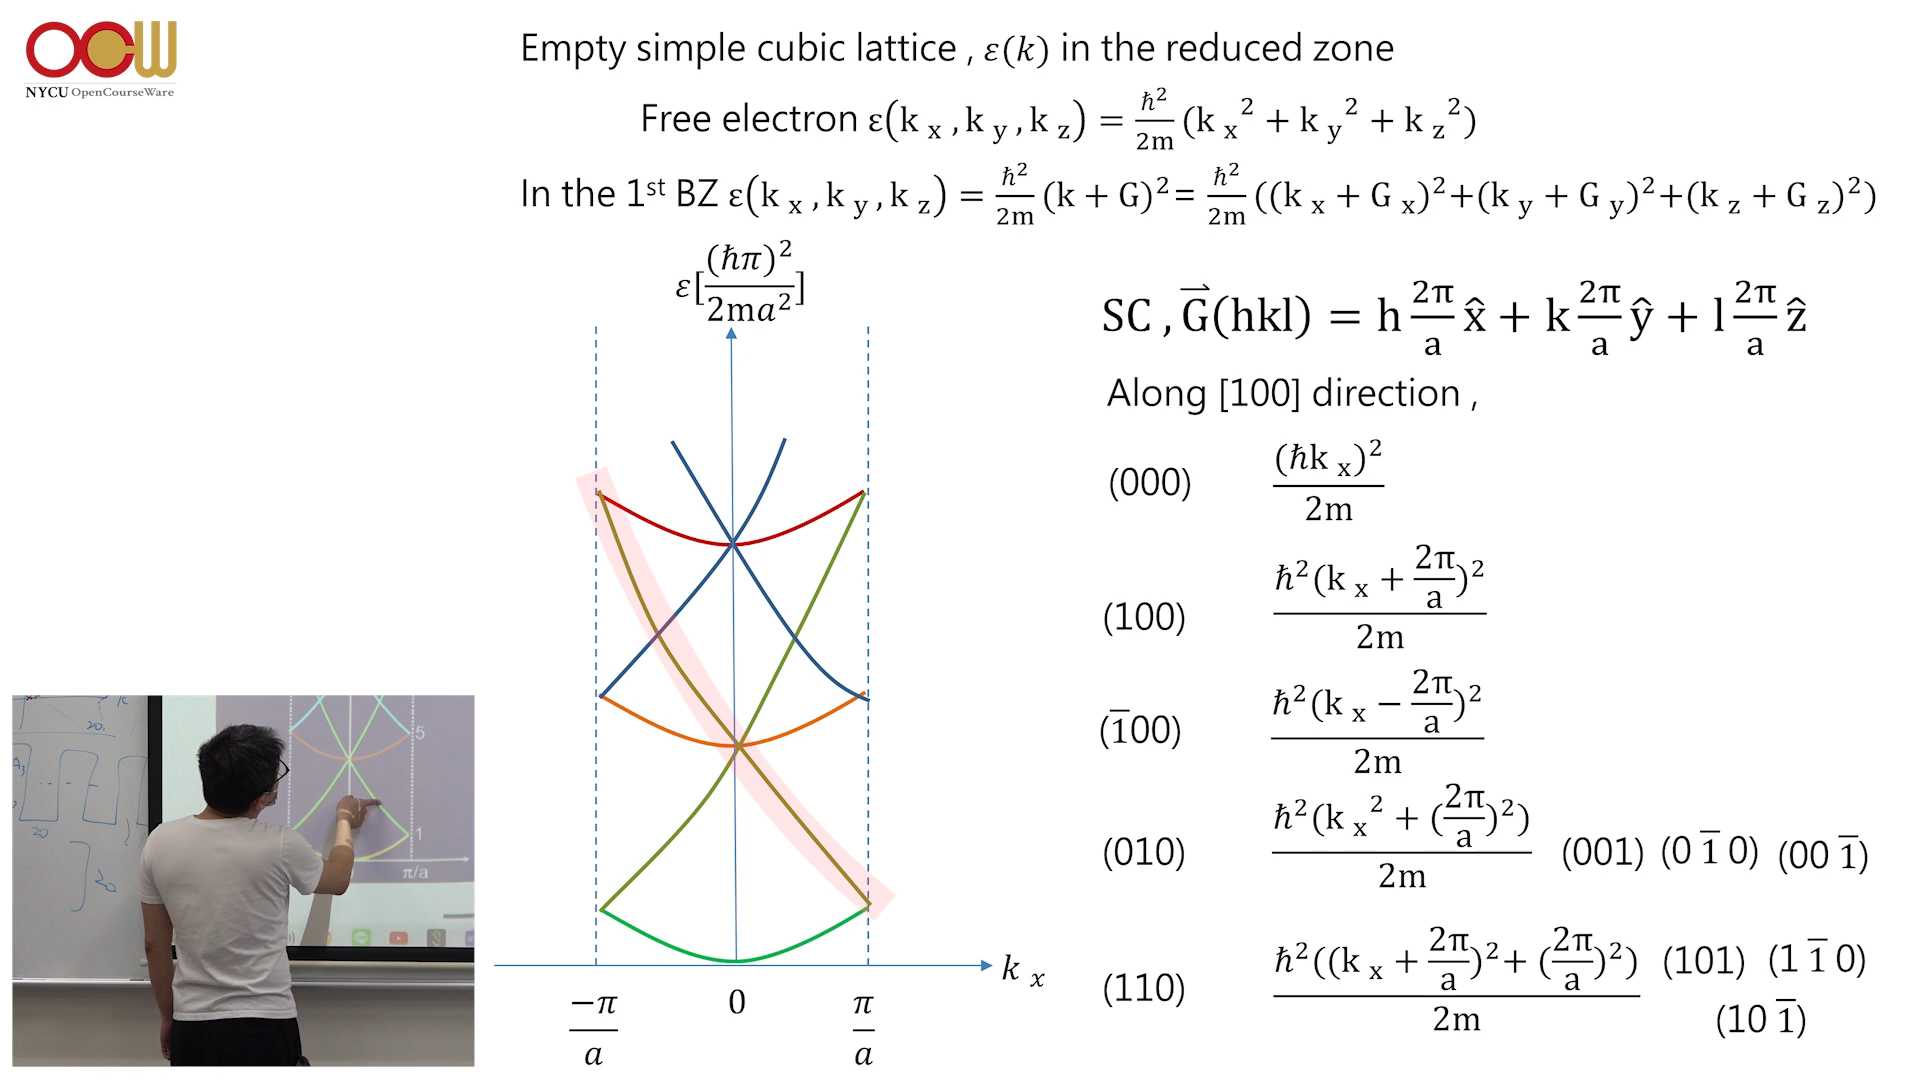 OCW
NYCU OpenCourseWare
Empty simple cubic lattice , ε(k) in the reduced zone
Free electron ε(k x , k y , k z) = ħ²/2m (k x² + k y² + k z²)
In the 1st BZ ε(k x , k y , k z) = ħ²/2m (k + G)² = ħ²/2m ((k x + G x)²+(k y + G y)²+(k z + G z)²)
ε[(ħπ)²/2ma²]
SC , G⃗(hkl) = h 2π/a x̂ + k 2π/a ŷ + l 2π/a ẑ
Along [100] direction ,
(000) (ħk x)²/2m
(100) ħ²(k x + 2π/a)²/2m
(1̅00) ħ²(k x − 2π/a)²/2m
(010) ħ²(k x² + (2π/a)²)/2m (001) (0 1̅ 0) (00 1̅)
(110) ħ²((k x + 2π/a)²+ (2π/a)²)/2m (101) (1 1̅ 0)
(10 1̅)
k x
−π/a 0 π/a
5
1
π/a
20
20